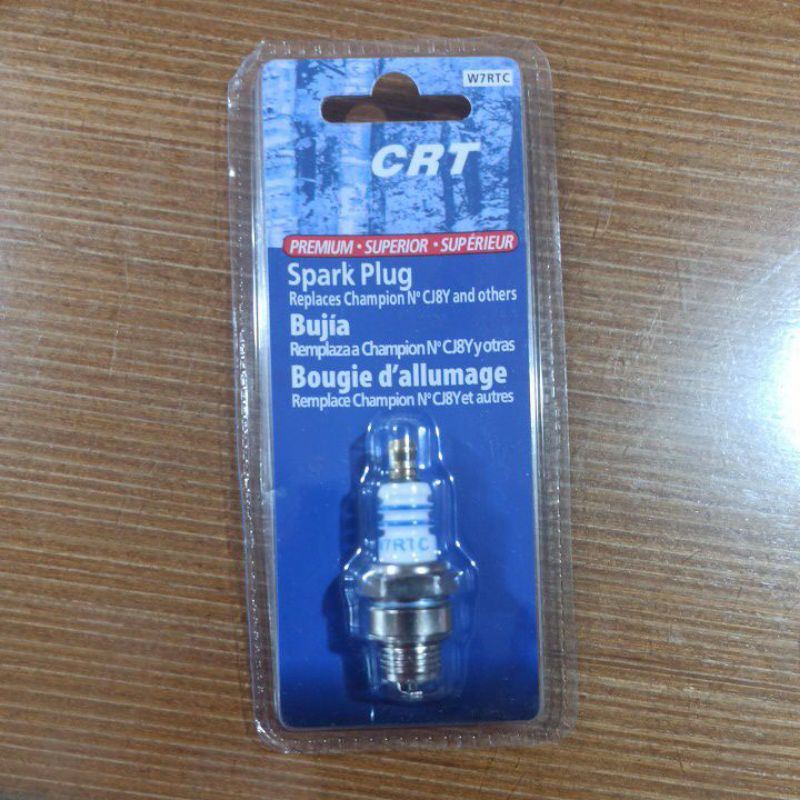 W7RTC
CRT
PREMIUM • SUPERIOR • SUPÉRIEUR
Spark Plug
Replaces Champion Nº CJ8Y and others
Bujía
Remplaza a Champion Nº CJ8Y y otras
Bougie d'allumage
Remplace Champion Nº CJ8Y et autres
W7RTC